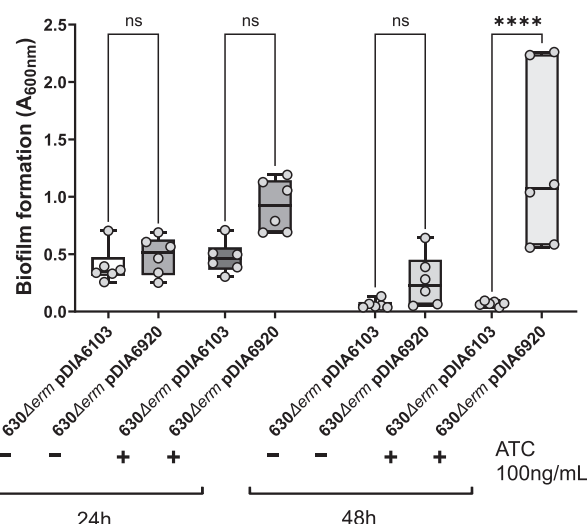 ns ns ns ****
Biofilm formation (A600nm)
2.5
2.0
1.5
1.0
0.5
0.0
630Δerm pDIA6103
630Δerm pDIA6920
630Δerm pDIA6103
630Δerm pDIA6920
630Δerm pDIA6103
630Δerm pDIA6920
630Δerm pDIA6103
630Δerm pDIA6920
− − + + − − + + ATC
100ng/mL
24h 48h